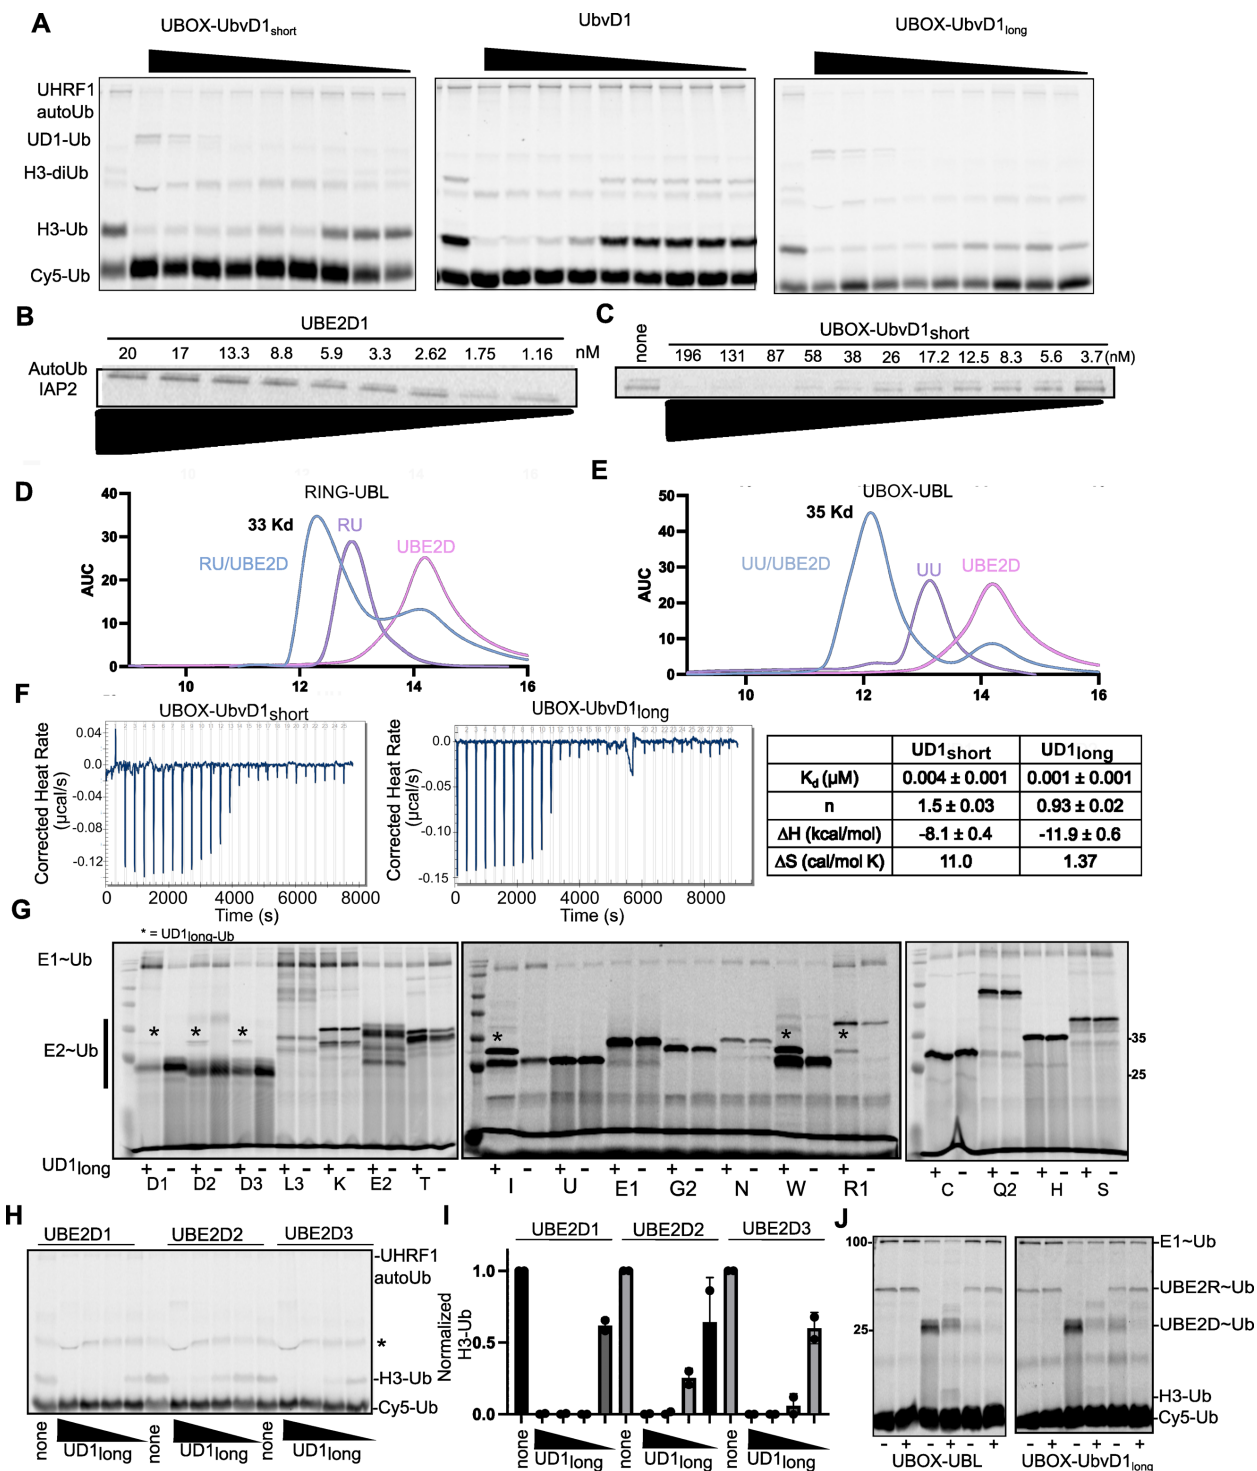 A
UBOX-UbvD1short
UbvD1
UBOX-UbvD1long
UHRF1
autoUb
UD1-Ub
H3-diUb
H3-Ub
Cy5-Ub
B
UBE2D1
20 17 13.3 8.8 5.9 3.3 2.62 1.75 1.16 nM
AutoUb
IAP2
C
UBOX-UbvD1short
none 196 131 87 58 38 26 17.2 12.5 8.3 5.6 3.7(nM)
D
RING-UBL
40
30
20
10
0
AUC
33 Kd
RU
RU/UBE2D
UBE2D
10 12 14 16
E
UBOX-UBL
50
40
30
20
10
0
AUC
35 Kd
UU/UBE2D
UU
UBE2D
10 12 14 16
F
UBOX-UbvD1short
Corrected Heat Rate
(µcal/s)
0.04
0.0
-0.04
-0.08
-0.12
0 2000 4000 6000 8000
Time (s)
UBOX-UbvD1long
Corrected Heat Rate
(µcal/s)
0.0
-0.05
-0.10
-0.15
0 2000 4000 6000 8000
Time (s)
UD1short UD1long
Kd (µM) 0.004 ± 0.001 0.001 ± 0.001
n 1.5 ± 0.03 0.93 ± 0.02
ΔH (kcal/mol) -8.1 ± 0.4 -11.9 ± 0.6
ΔS (cal/mol K) 11.0 1.37
G
* = UD1long-Ub
E1~Ub
E2~Ub
* * * * * *
-35
-25
UD1long + - + - + - + - + - + - + - + - + - + - + - + - + - + - + - + - + - + -
D1 D2 D3 L3 K E2 T I U E1 G2 N W R1 C Q2 H S
H
UBE2D1 UBE2D2 UBE2D3
-UHRF1
autoUb
*
-H3-Ub
-Cy5-Ub
none UD1long none UD1long none UD1long
I
UBE2D1 UBE2D2 UBE2D3
Normalized
H3-Ub
1.0
0.5
0.0
none UD1long none UD1long none UD1long
J
100-
25-
-E1~Ub
-UBE2R~Ub
-UBE2D~Ub
-H3-Ub
-Cy5-Ub
- + - + - + - + - + - +
UBOX-UBL UBOX-UbvD1long